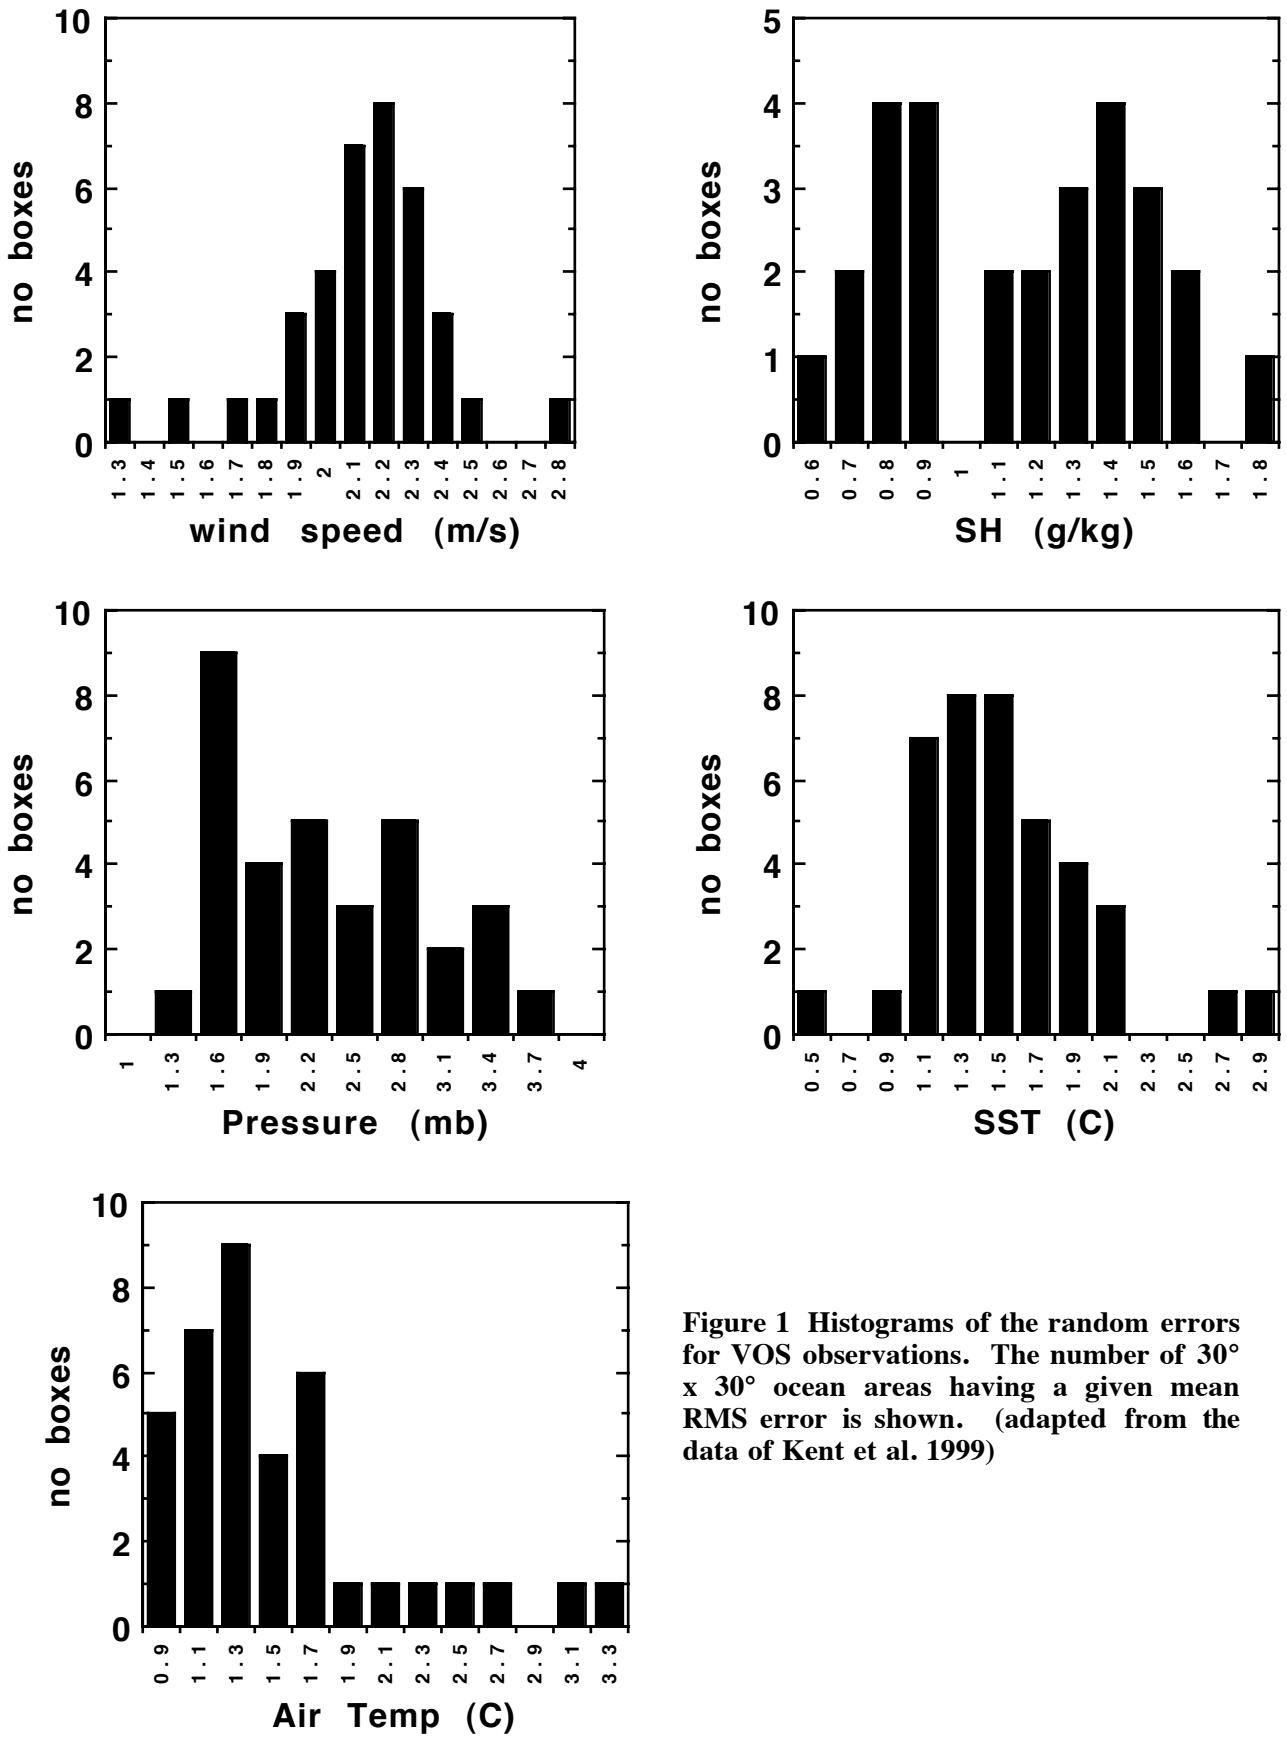 10
8
6
4
2
0
no boxes
1.3 1.4 1.5 1.6 1.7 1.8 1.9 2 2.1 2.2 2.3 2.4 2.5 2.6 2.7 2.8
wind speed (m/s)
5
4
3
2
1
0
no boxes
0.6 0.7 0.8 0.9 1 1.1 1.2 1.3 1.4 1.5 1.6 1.7 1.8
SH (g/kg)
10
8
6
4
2
0
no boxes
1 1.3 1.6 1.9 2.2 2.5 2.8 3.1 3.4 3.7 4
Pressure (mb)
10
8
6
4
2
0
no boxes
0.5 0.7 0.9 1.1 1.3 1.5 1.7 1.9 2.1 2.3 2.5 2.7 2.9
SST (C)
10
8
6
4
2
0
no boxes
0.9 1.1 1.3 1.5 1.7 1.9 2.1 2.3 2.5 2.7 2.9 3.1 3.3
Air Temp (C)
Figure 1 Histograms of the random errors
for VOS observations. The number of 30°
x 30° ocean areas having a given mean
RMS error is shown. (adapted from the
data of Kent et al. 1999)